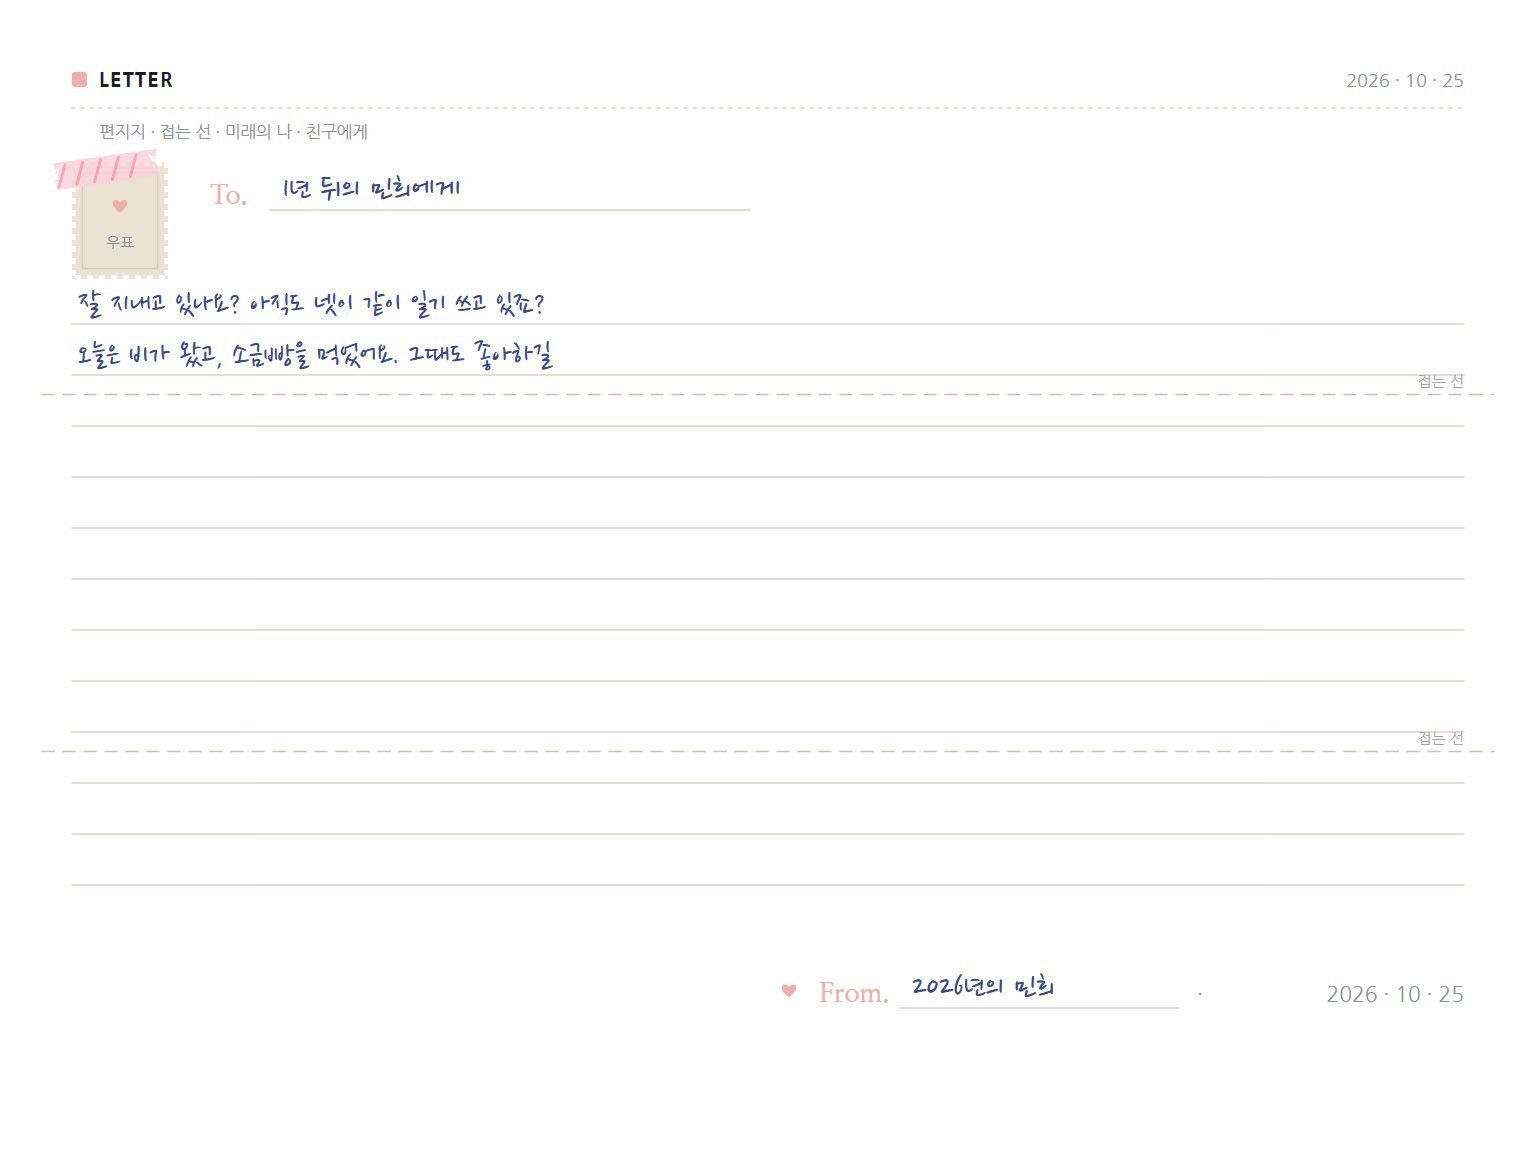 LETTER
2026 · 10 · 25
편지지 · 접는 선 · 미래의 나 · 친구에게
우표
To. 1년 뒤의 민희에게
잘 지내고 있나요? 아직도 넷이 같이 일기 쓰고 있죠?
오늘은 비가 왔고, 소금빵을 먹었어요. 그때도 좋아하길
접는 선
접는 선
From. 2026년의 민희 · 2026 · 10 · 25